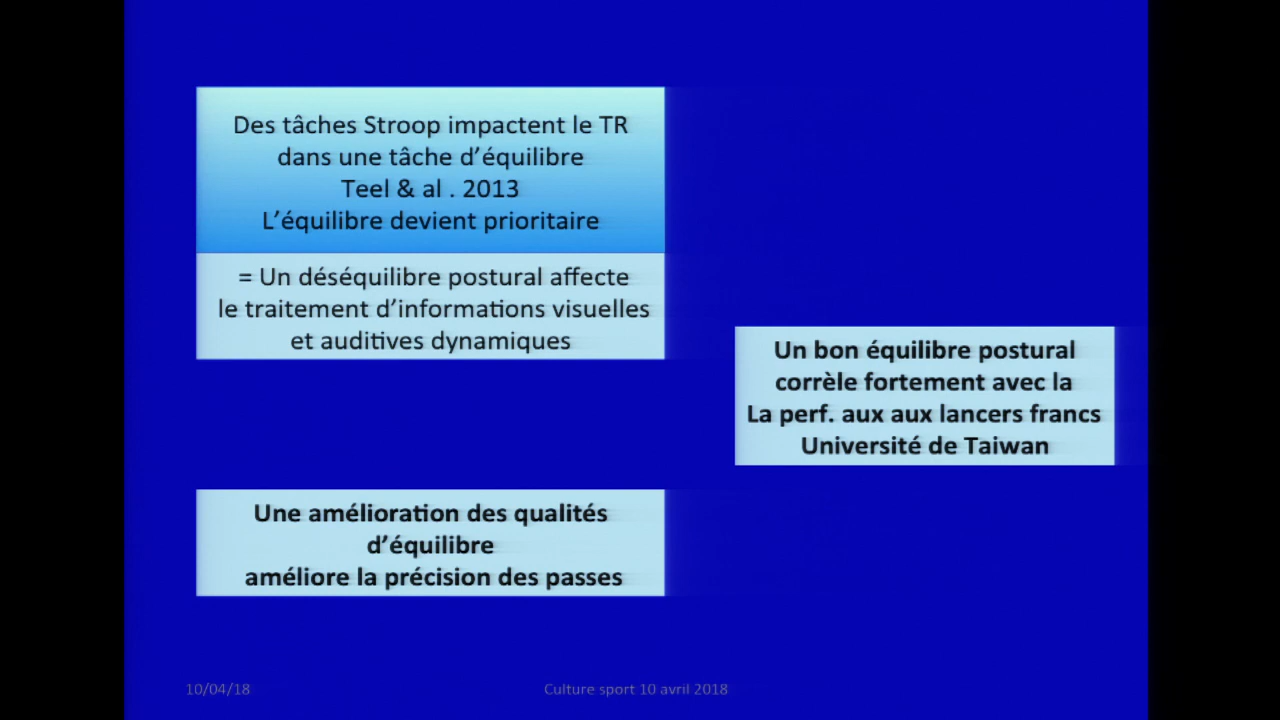 Des tâches Stroop impactent le TR
dans une tâche d’équilibre
Teel & al . 2013
L’équilibre devient prioritaire
= Un déséquilibre postural affecte
le traitement d’informations visuelles
et auditives dynamiques
Un bon équilibre postural
corrèle fortement avec la
La perf. aux aux lancers francs
Université de Taiwan
Une amélioration des qualités
d’équilibre
améliore la précision des passes
10/04/18
Culture sport 10 avril 2018